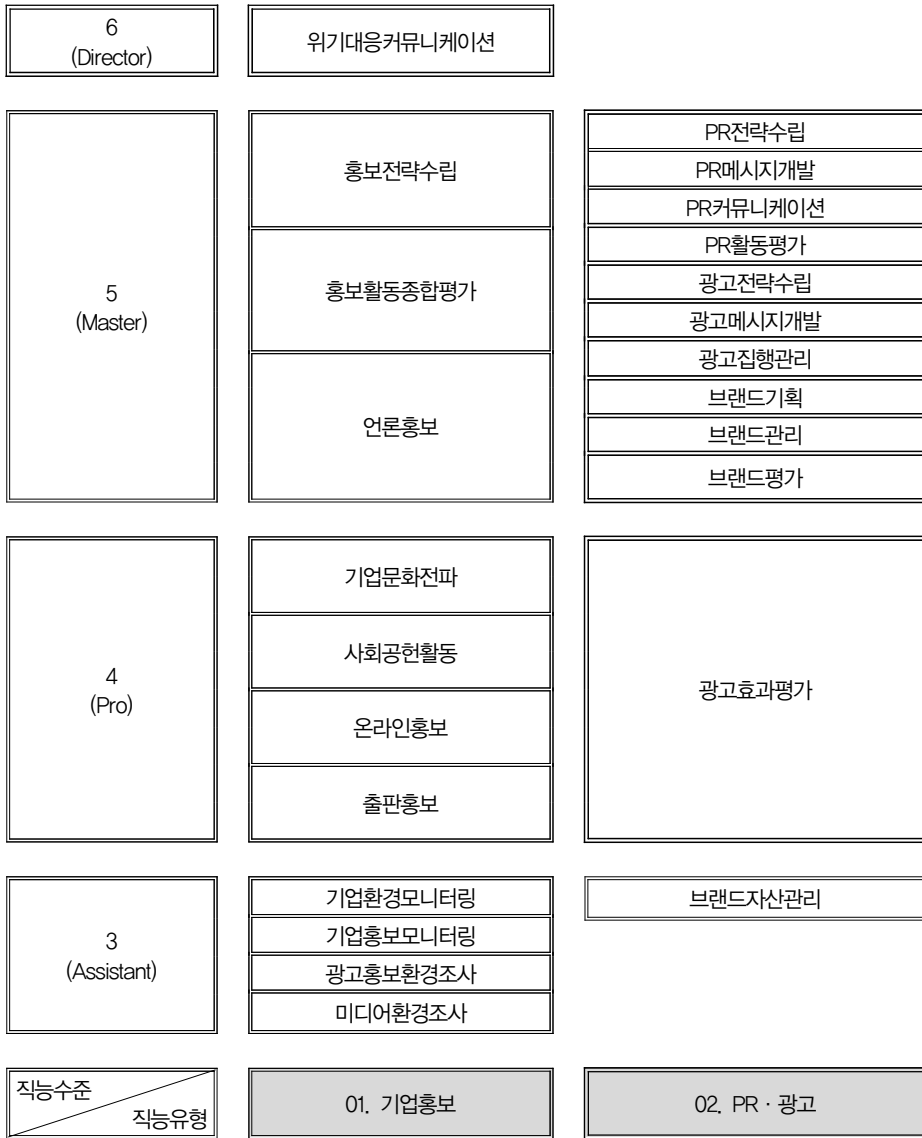 6
(Director)
위기대응커뮤니케이션
5
(Master)
홍보전략수립
홍보활동종합평가
언론홍보
PR전략수립
PR메시지개발
PR커뮤니케이션
PR활동평가
광고전략수립
광고메시지개발
광고집행관리
브랜드기획
브랜드관리
브랜드평가
4
(Pro)
기업문화전파
사회공헌활동
온라인홍보
출판홍보
광고효과평가
3
(Assistant)
기업환경모니터링
기업홍보모니터링
광고홍보환경조사
미디어환경조사
브랜드자산관리
직능수준
직능유형
01. 기업홍보
02. PR · 광고